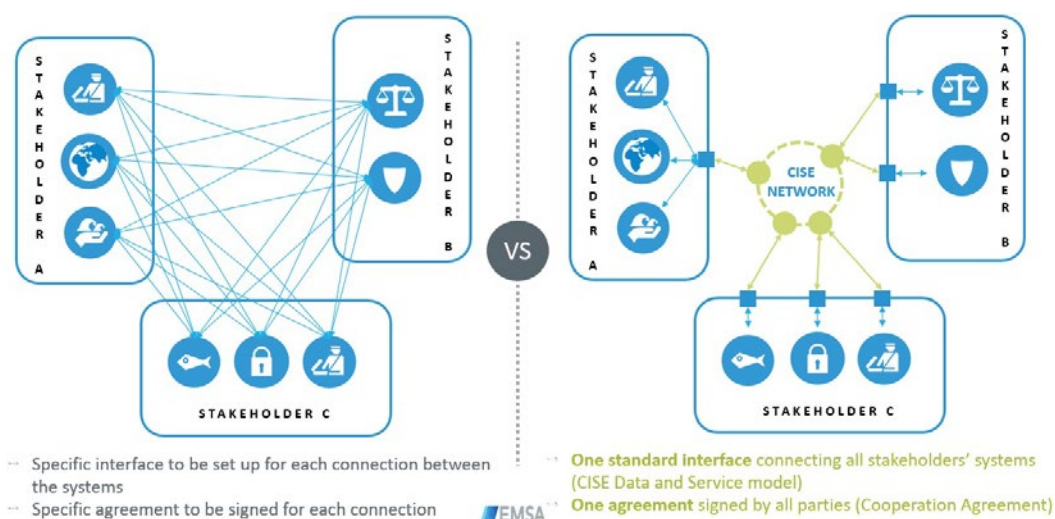 STAKEHOLDER A
STAKEHOLDER B
STAKEHOLDER C
Specific interface to be set up for each connection between
the systems
Specific agreement to be signed for each connection
VS
STAKEHOLDER A
CISE
NETWORK
STAKEHOLDER B
STAKEHOLDER C
One standard interface connecting all stakeholders' systems
(CISE Data and Service model)
One agreement signed by all parties (Cooperation Agreement)
EMSA